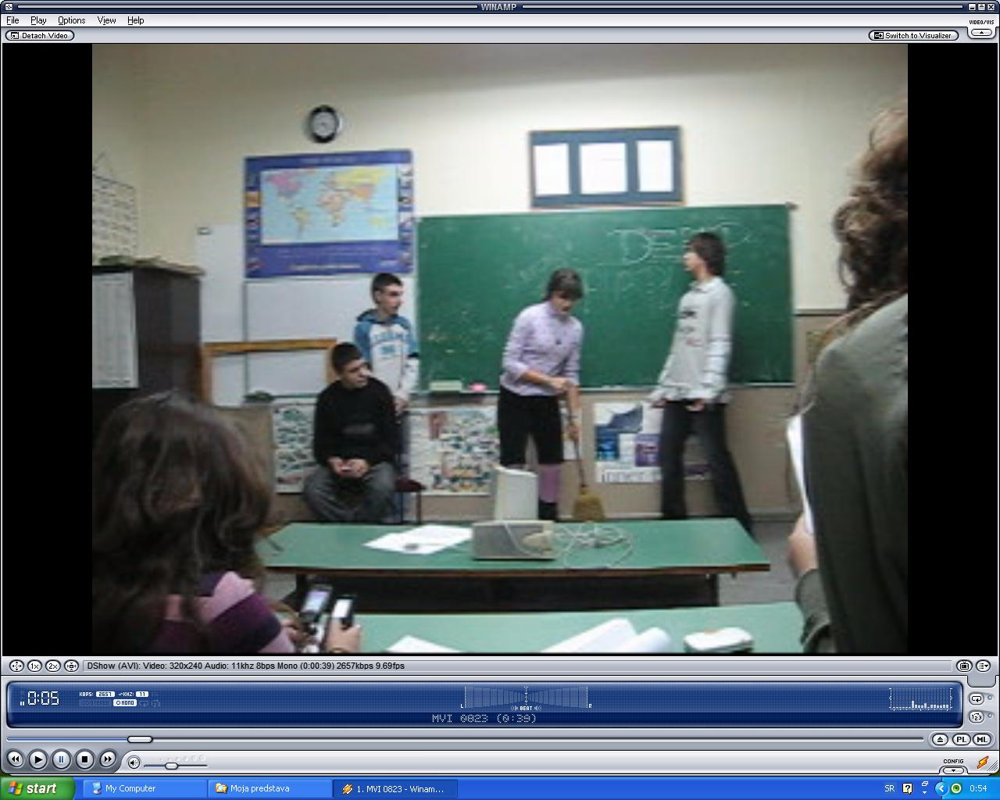 WINAMP
File Play Options View Help
VIDEO/VIS
Detach Video
Switch to Visualizer
1x 2x
DShow (AVI): Video: 320x240 Audio: 11khz 8bps Mono (0:00:39) 2657kbps 9.69fps
0:05
KBPS: 2657 KHZ: 11
MONO
L R
BEAT
MVI 0823 (0:39)
123
PL ML
CONFIG
start
My Computer
Moja predstava
1. MVI 0823 - Winam...
SR
0:54